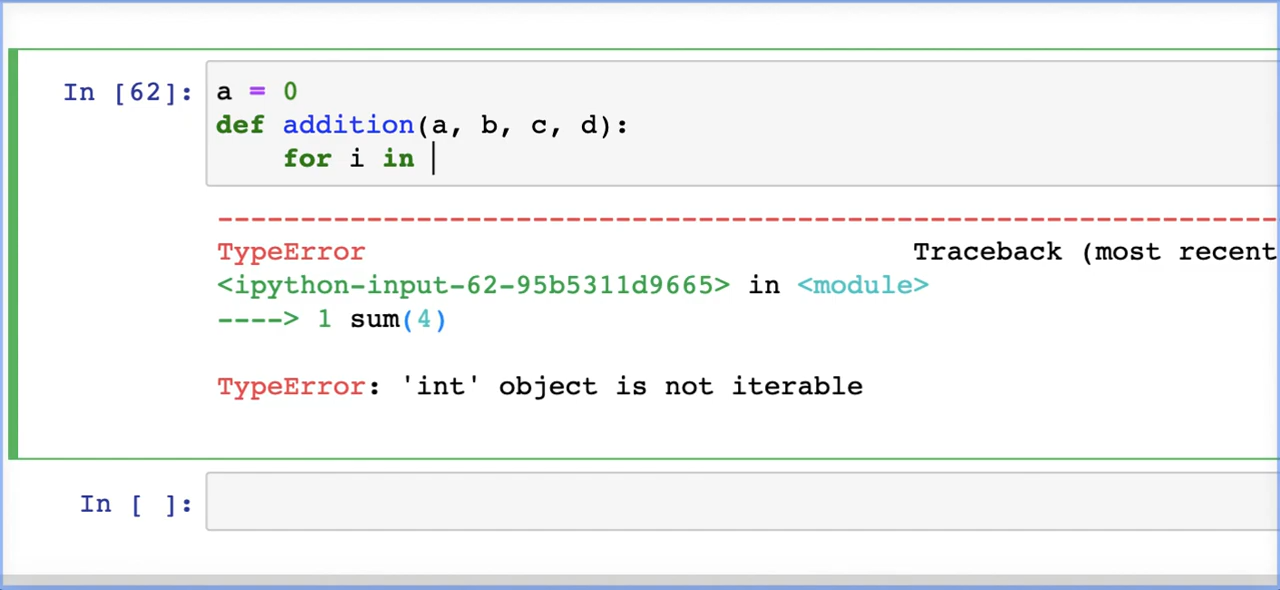 In [62]: a = 0
def addition(a, b, c, d):
    for i in
---------------------------------------------------------------
TypeError                                 Traceback (most recent
<ipython-input-62-95b5311d9665> in <module>
----> 1 sum(4)
TypeError: 'int' object is not iterable
In [ ]: